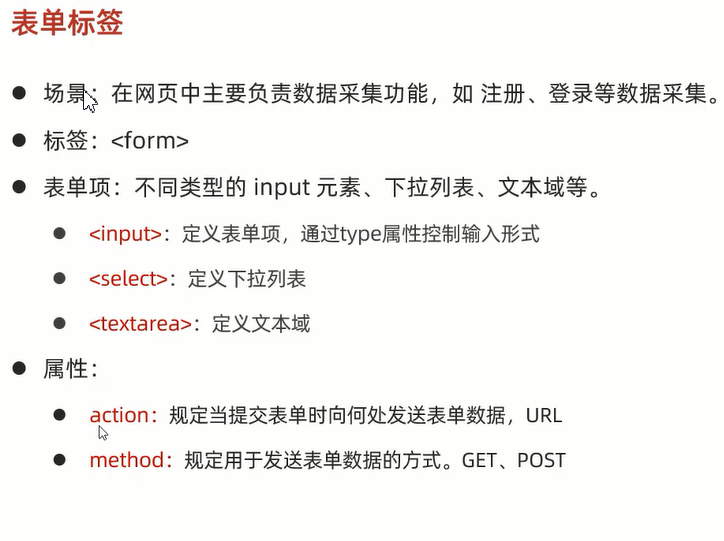 表单标签
● 场景：在网页中主要负责数据采集功能，如 注册、登录等数据采集。
● 标签：<form>
● 表单项：不同类型的 input 元素、下拉列表、文本域等。
● <input>：定义表单项，通过type属性控制输入形式
● <select>：定义下拉列表
● <textarea>：定义文本域
● 属性：
● action：规定当提交表单时向何处发送表单数据，URL
● method：规定用于发送表单数据的方式。GET、POST